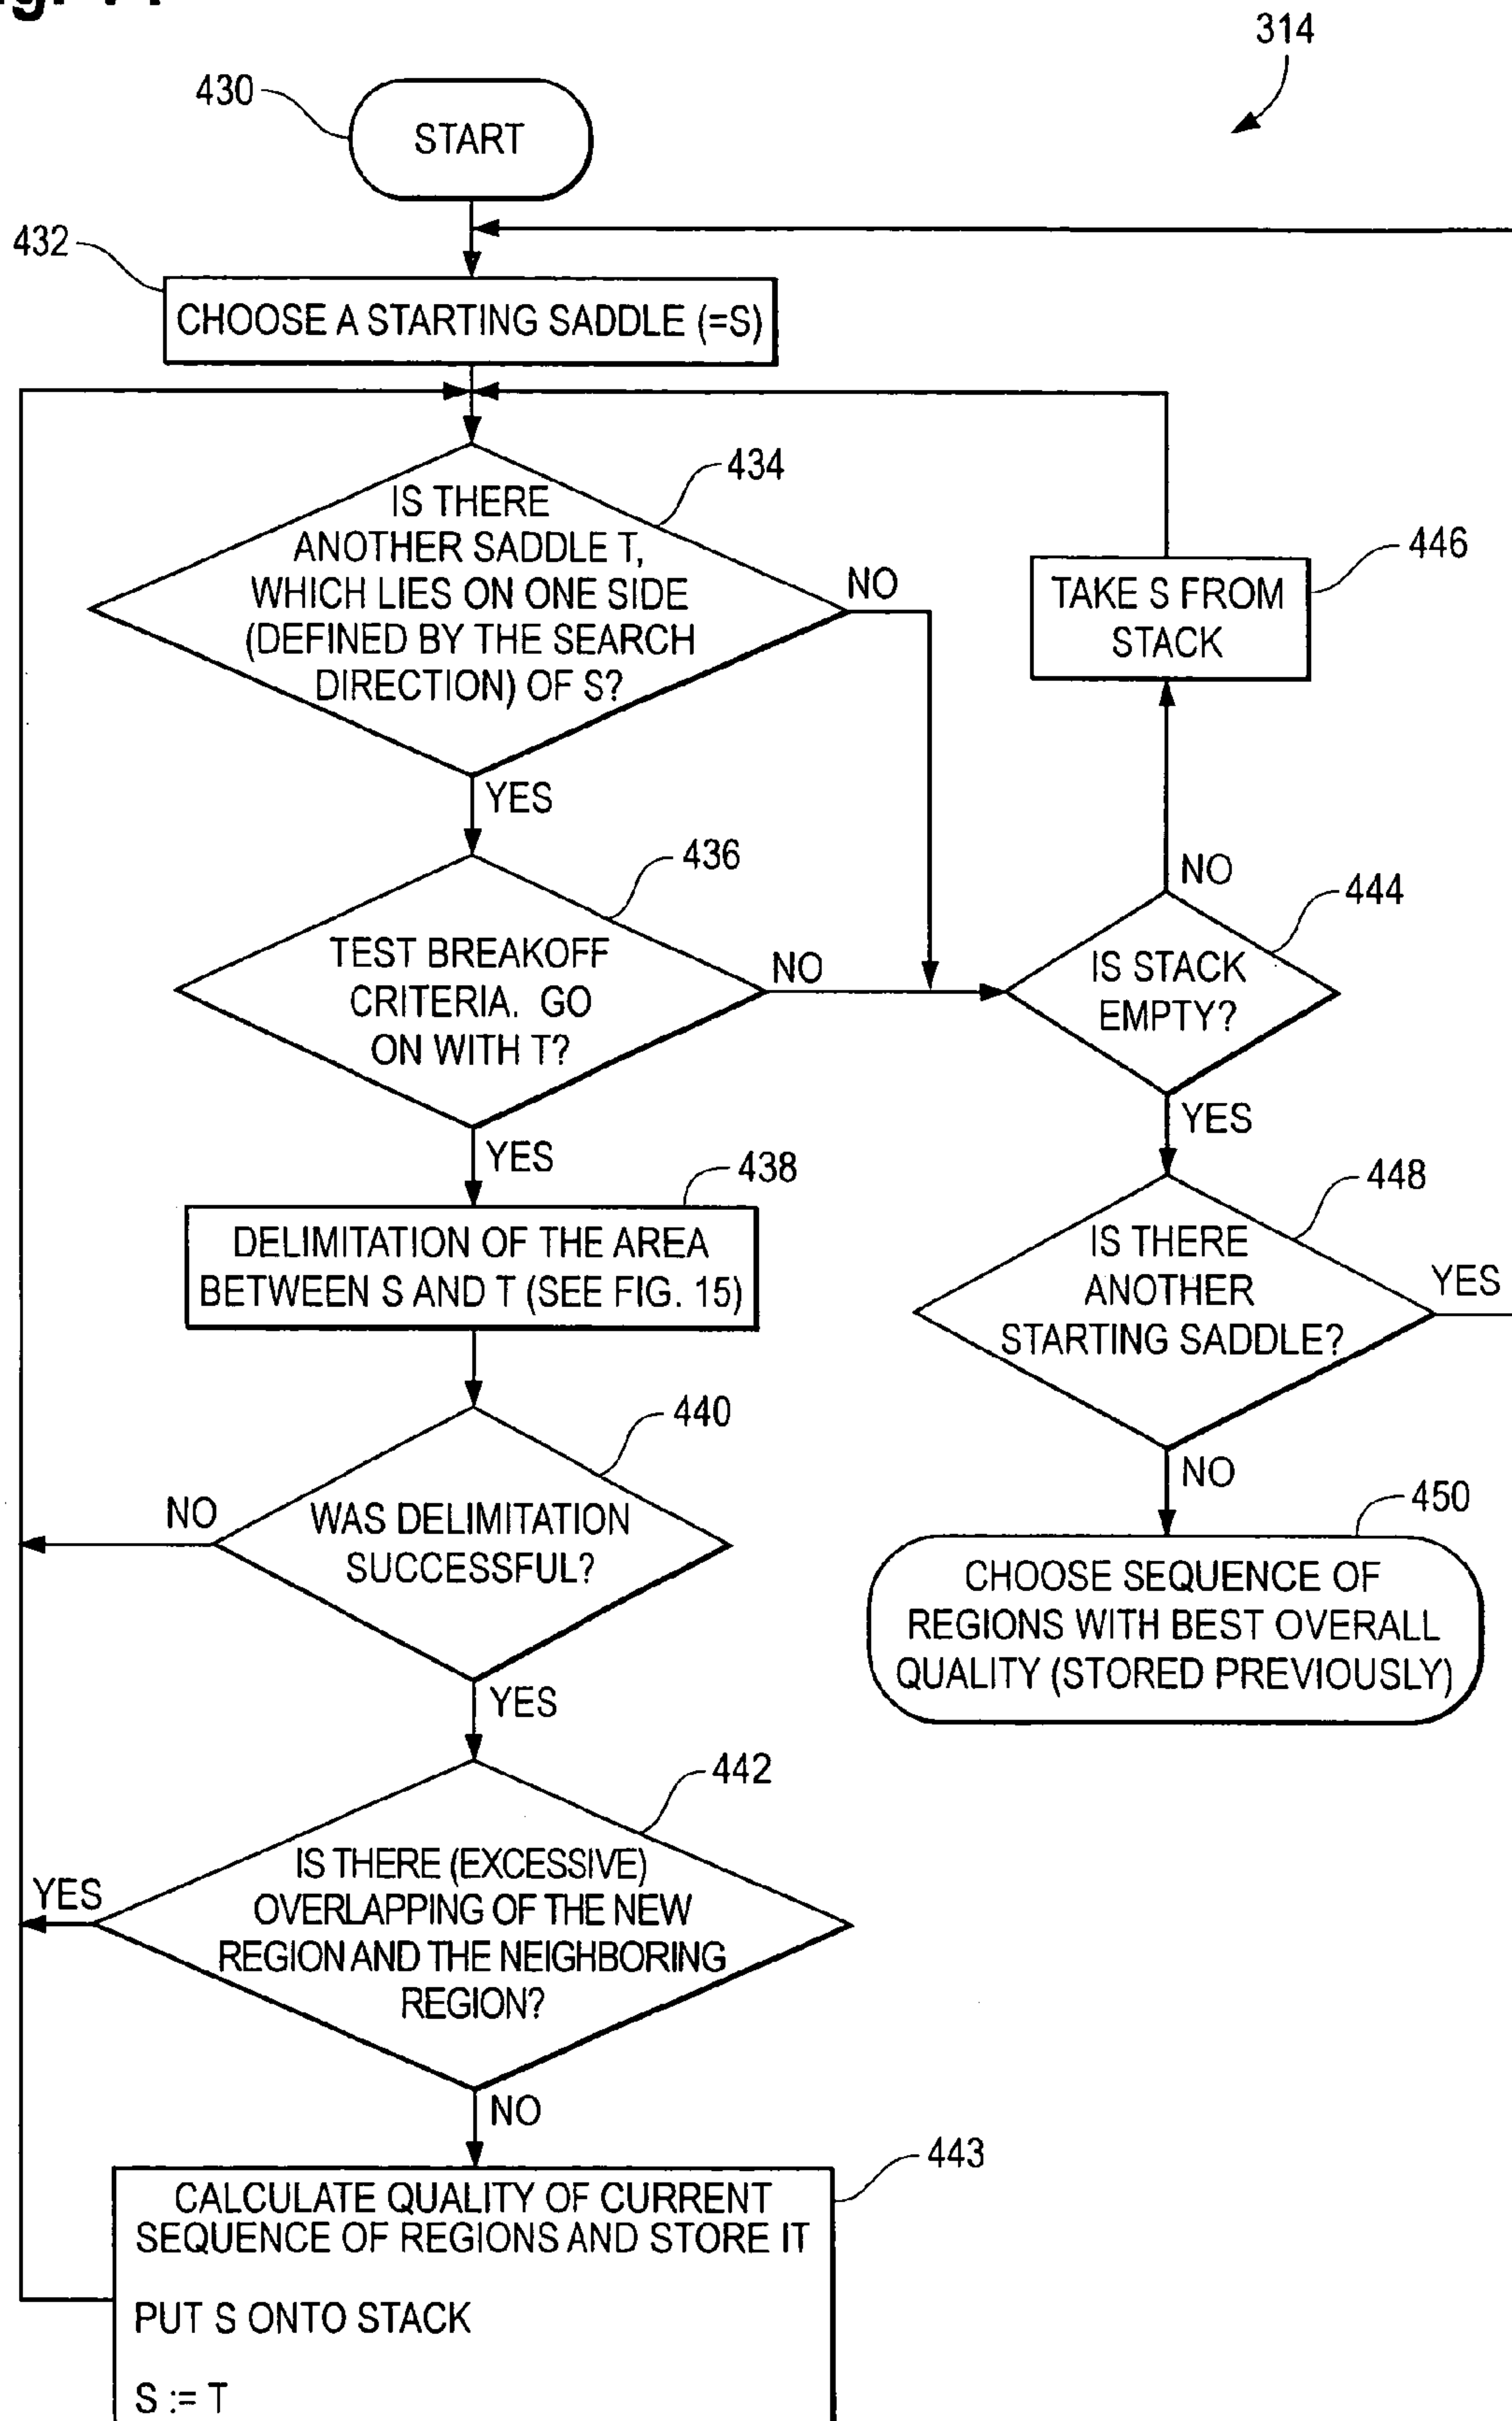 314
430
START
432
CHOOSE A STARTING SADDLE (=S)
434
IS THERE
ANOTHER SADDLE T,
WHICH LIES ON ONE SIDE
(DEFINED BY THE SEARCH
DIRECTION) OF S?
NO
YES
446
TAKE S FROM
STACK
NO
436
TEST BREAKOFF
CRITERIA. GO
ON WITH T?
NO
YES
444
IS STACK
EMPTY?
YES
438
DELIMITATION OF THE AREA
BETWEEN S AND T (SEE FIG. 15)
448
IS THERE
ANOTHER
STARTING SADDLE?
YES
NO
440
WAS DELIMITATION
SUCCESSFUL?
NO
YES
450
CHOOSE SEQUENCE OF
REGIONS WITH BEST OVERALL
QUALITY (STORED PREVIOUSLY)
442
IS THERE (EXCESSIVE)
OVERLAPPING OF THE NEW
REGION AND THE NEIGHBORING
REGION?
YES
NO
443
CALCULATE QUALITY OF CURRENT
SEQUENCE OF REGIONS AND STORE IT
PUT S ONTO STACK
S := T